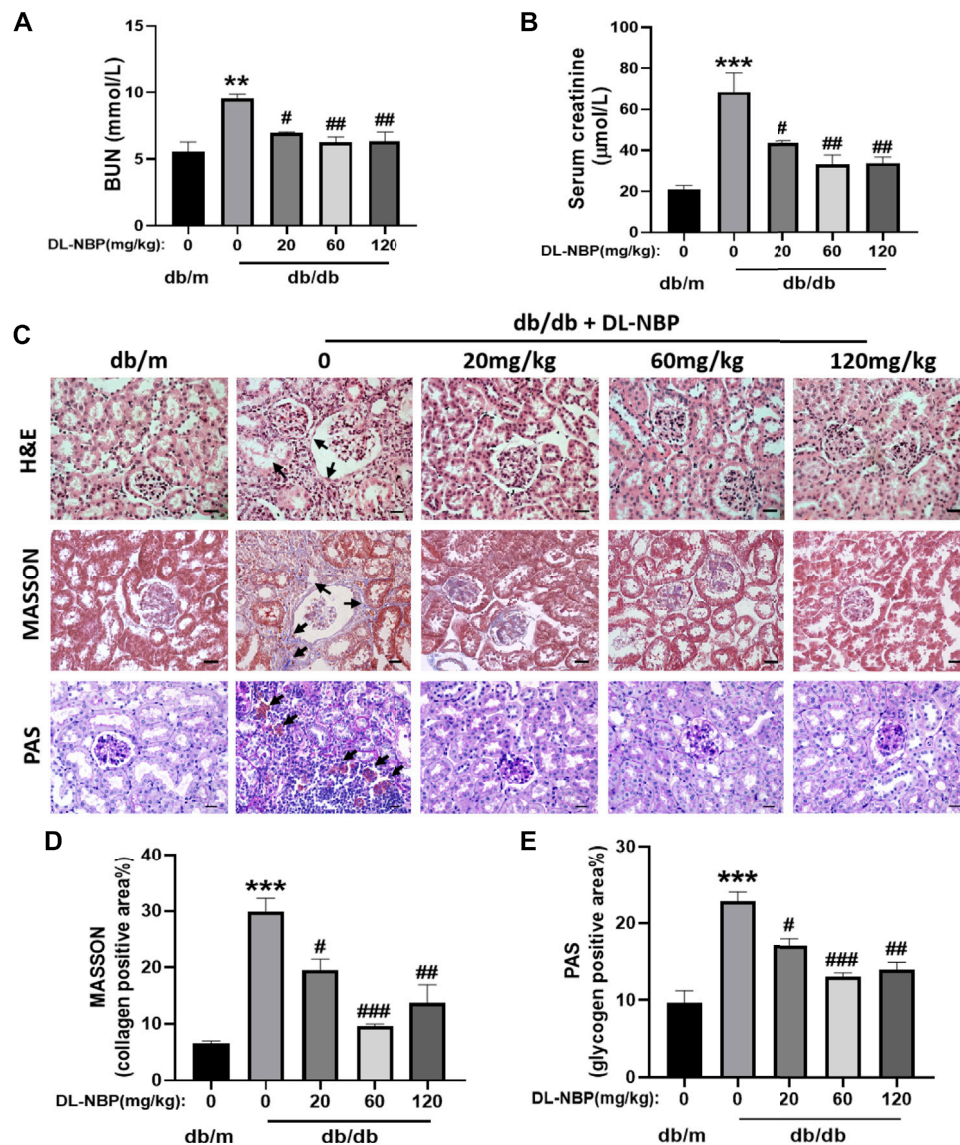 A
BUN (mmol/L)
15
10
5
0
**
#
##
##
DL-NBP(mg/kg): 0 0 20 60 120
db/m db/db
B
Serum creatinine
(μmol/L)
100
80
60
40
20
0
***
#
##
##
DL-NBP(mg/kg): 0 0 20 60 120
db/m db/db
C
db/db + DL-NBP
db/m 0 20mg/kg 60mg/kg 120mg/kg
H&E
MASSON
PAS
D
MASSON
(collagen positive area%)
40
30
20
10
0
***
#
###
##
DL-NBP(mg/kg): 0 0 20 60 120
db/m db/db
E
PAS
(glycogen positive area%)
30
20
10
0
***
#
###
##
DL-NBP(mg/kg): 0 0 20 60 120
db/m db/db